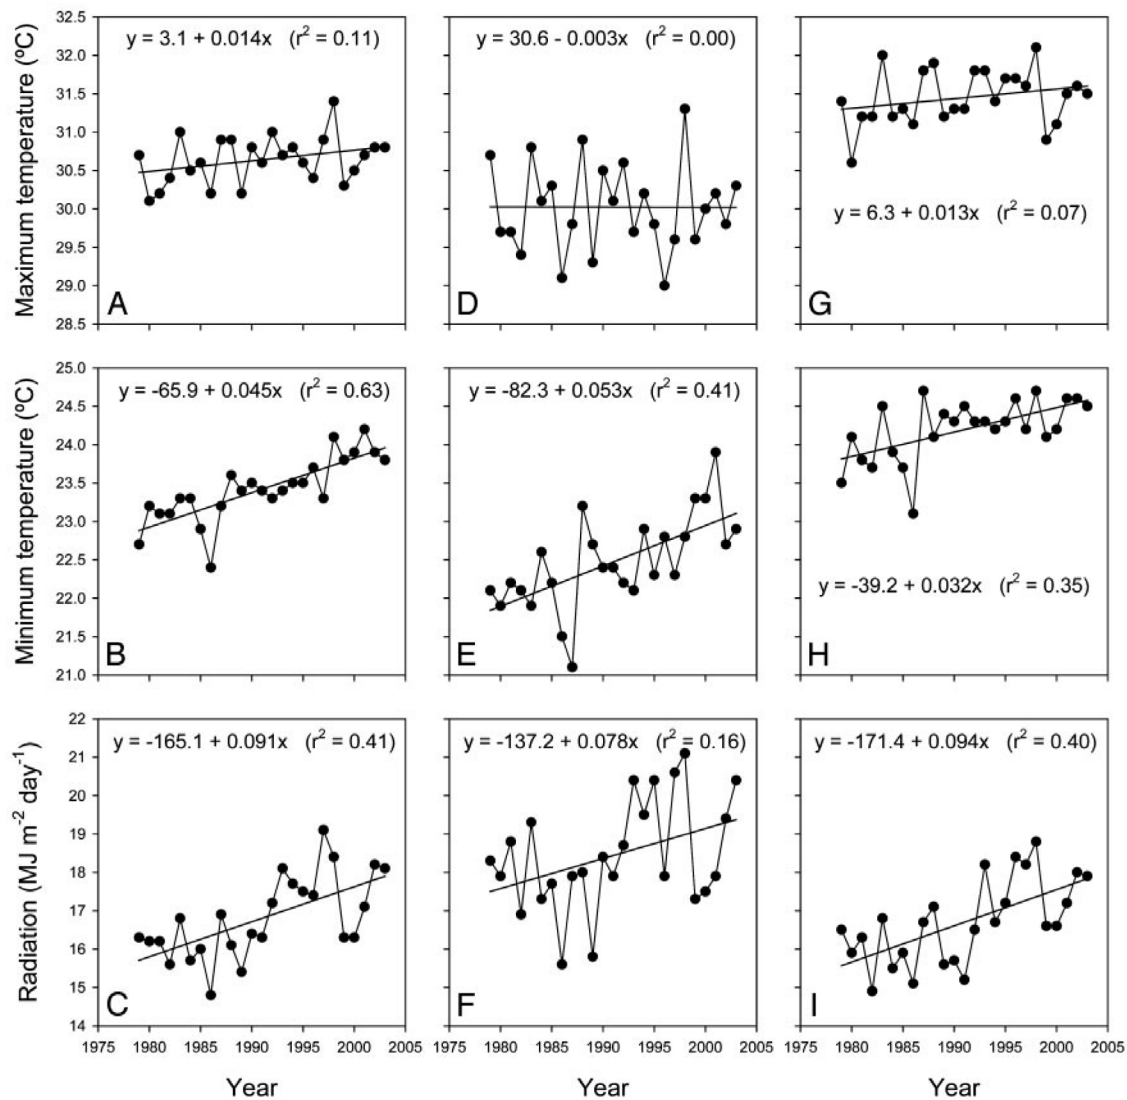 Maximum temperature (ºC)
32.5
32.0
31.5
31.0
30.5
30.0
29.5
29.0
28.5
y = 3.1 + 0.014x (r² = 0.11)
A
y = 30.6 - 0.003x (r² = 0.00)
D
y = 6.3 + 0.013x (r² = 0.07)
G
Minimum temperature (ºC)
25.0
24.5
24.0
23.5
23.0
22.5
22.0
21.5
21.0
y = -65.9 + 0.045x (r² = 0.63)
B
y = -82.3 + 0.053x (r² = 0.41)
E
y = -39.2 + 0.032x (r² = 0.35)
H
Radiation (MJ m⁻² day⁻¹)
22
21
20
19
18
17
16
15
14
y = -165.1 + 0.091x (r² = 0.41)
C
y = -137.2 + 0.078x (r² = 0.16)
F
y = -171.4 + 0.094x (r² = 0.40)
I
1975 1980 1985 1990 1995 2000 2005
1975 1980 1985 1990 1995 2000 2005
1975 1980 1985 1990 1995 2000 2005
Year
Year
Year